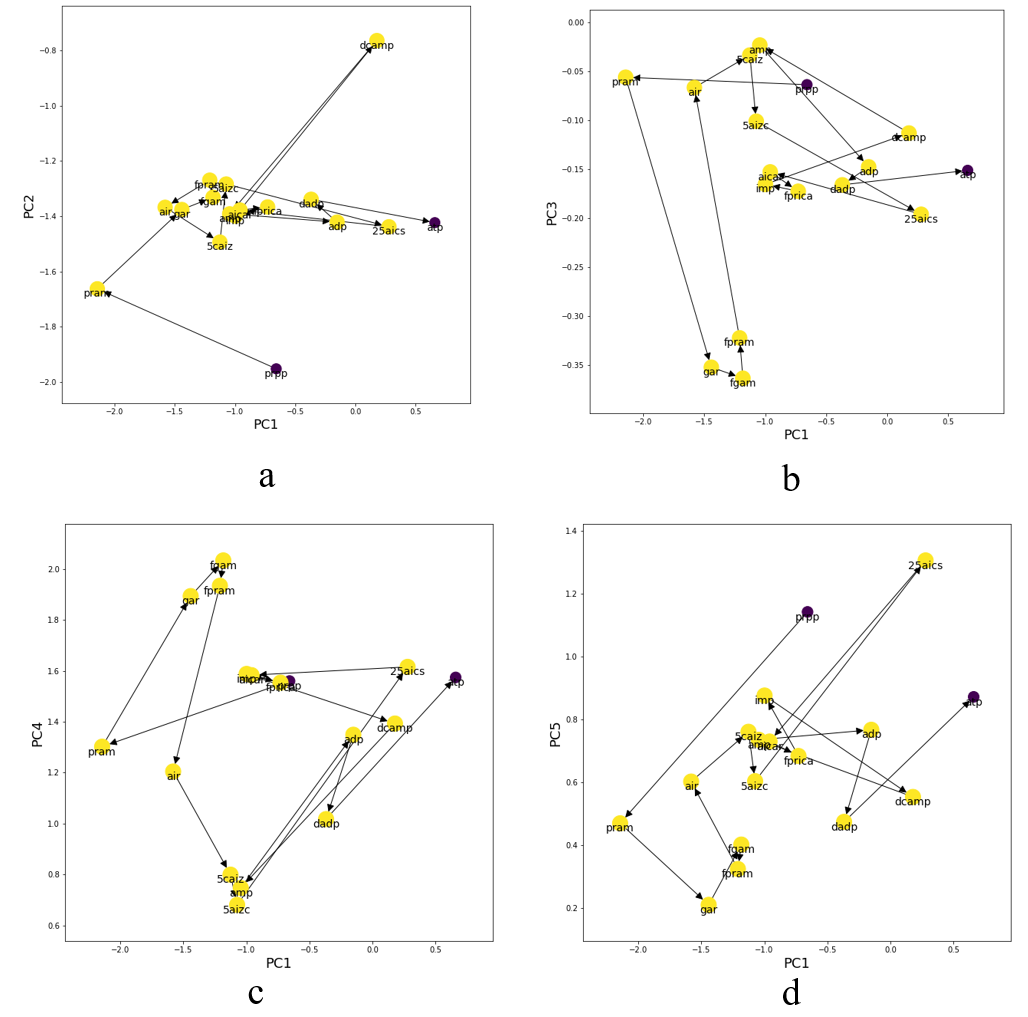 −0.8
−1.0
−1.2
−1.4
−1.6
−1.8
−2.0
PC2
−2.0
−1.5
−1.0
−0.5
0.0
0.5
PC1
dcamp
fpram
5aizc
fgam
air
gar
5caiz
amp
imp
aicar
fprica
dadp
adp
25aics
atp
pram
prpp
a
0.00
−0.05
−0.10
−0.15
−0.20
−0.25
−0.30
−0.35
PC3
−2.0
−1.5
−1.0
−0.5
0.0
0.5
PC1
amp
5caiz
pram
air
prpp
5aizc
dcamp
aicar
imp
fprica
adp
dadp
atp
25aics
fpram
gar
fgam
b
2.0
1.8
1.6
1.4
1.2
1.0
0.8
0.6
PC4
−2.0
−1.5
−1.0
−0.5
0.0
0.5
PC1
fgam
fpram
gar
imp
aicar
fprica
prpp
25aics
atp
dcamp
adp
pram
air
dadp
5caiz
amp
5aizc
c
1.4
1.2
1.0
0.8
0.6
0.4
0.2
PC5
−2.0
−1.5
−1.0
−0.5
0.0
0.5
PC1
25aics
prpp
imp
atp
5caiz
amp
aicar
adp
fprica
air
5aizc
dcamp
pram
dadp
fgam
fpram
gar
d